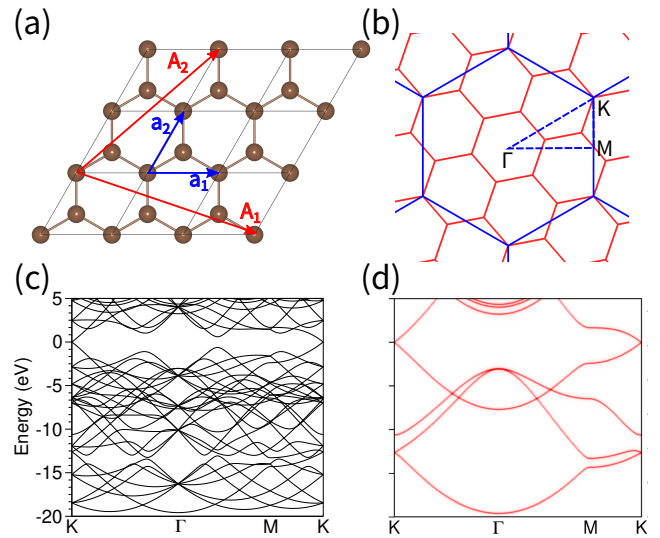 (a)
A₂
a₂
a₁
A₁
(b)
K
M
Γ
(c)
Energy (eV)
5
0
-5
-10
-15
-20
K Γ M K
(d)
K Γ M K